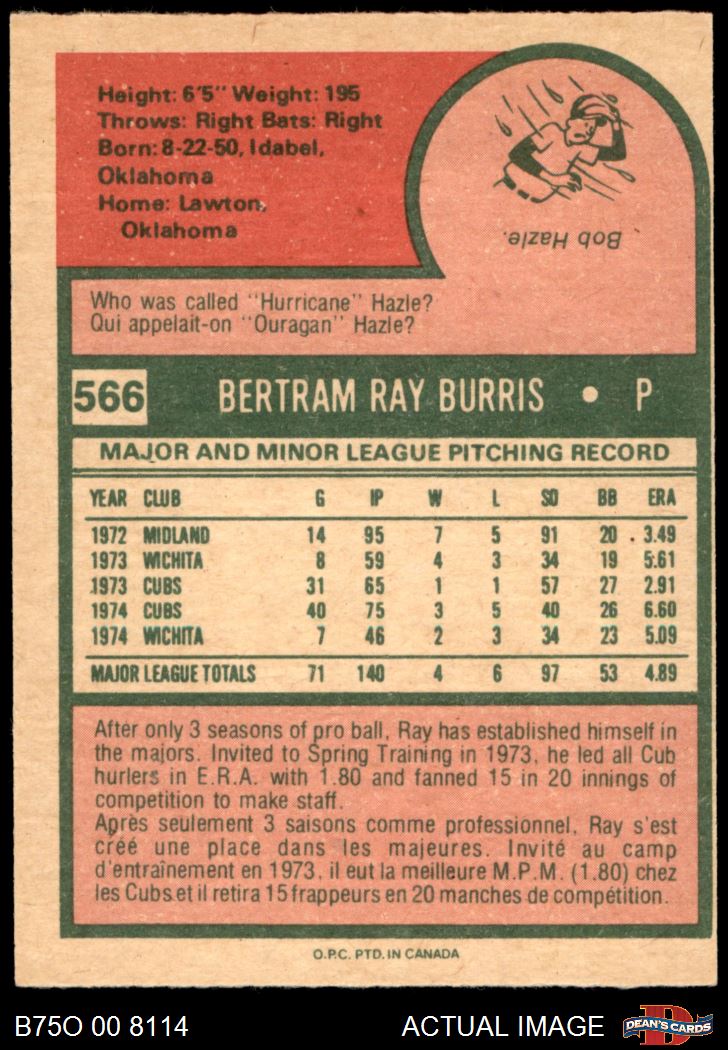 Height: 6'5" Weight: 195
Throws: Right Bats: Right
Born: 8-22-50, Idabel,
Oklahoma
Home: Lawton,
Oklahoma
Bob Hazle.
Who was called "Hurricane" Hazle?
Qui appelait-on "Ouragan" Hazle?
566 BERTRAM RAY BURRIS • P
MAJOR AND MINOR LEAGUE PITCHING RECORD
YEAR CLUB G IP W L SO BB ERA
1972 MIDLAND 14 95 7 5 91 20 3.49
1973 WICHITA 8 59 4 3 34 19 5.61
1973 CUBS 31 65 1 1 57 27 2.91
1974 CUBS 40 75 3 5 40 26 6.60
1974 WICHITA 7 46 2 3 34 23 5.09
MAJOR LEAGUE TOTALS 71 140 4 6 97 53 4.89
After only 3 seasons of pro ball, Ray has established himself in
the majors. Invited to Spring Training in 1973, he led all Cub
hurlers in E.R.A. with 1.80 and fanned 15 in 20 innings of
competition to make staff.
Après seulement 3 saisons comme professionnel, Ray s'est
créé une place dans les majeures. Invité au camp
d'entraînement en 1973, il eut la meilleure M.P.M. (1.80) chez
les Cubs et il retira 15 frappeurs en 20 manches de compétition.
O.P.C. PTD. IN CANADA
B75O 00 8114 ACTUAL IMAGE
D
DEAN'S CARDS